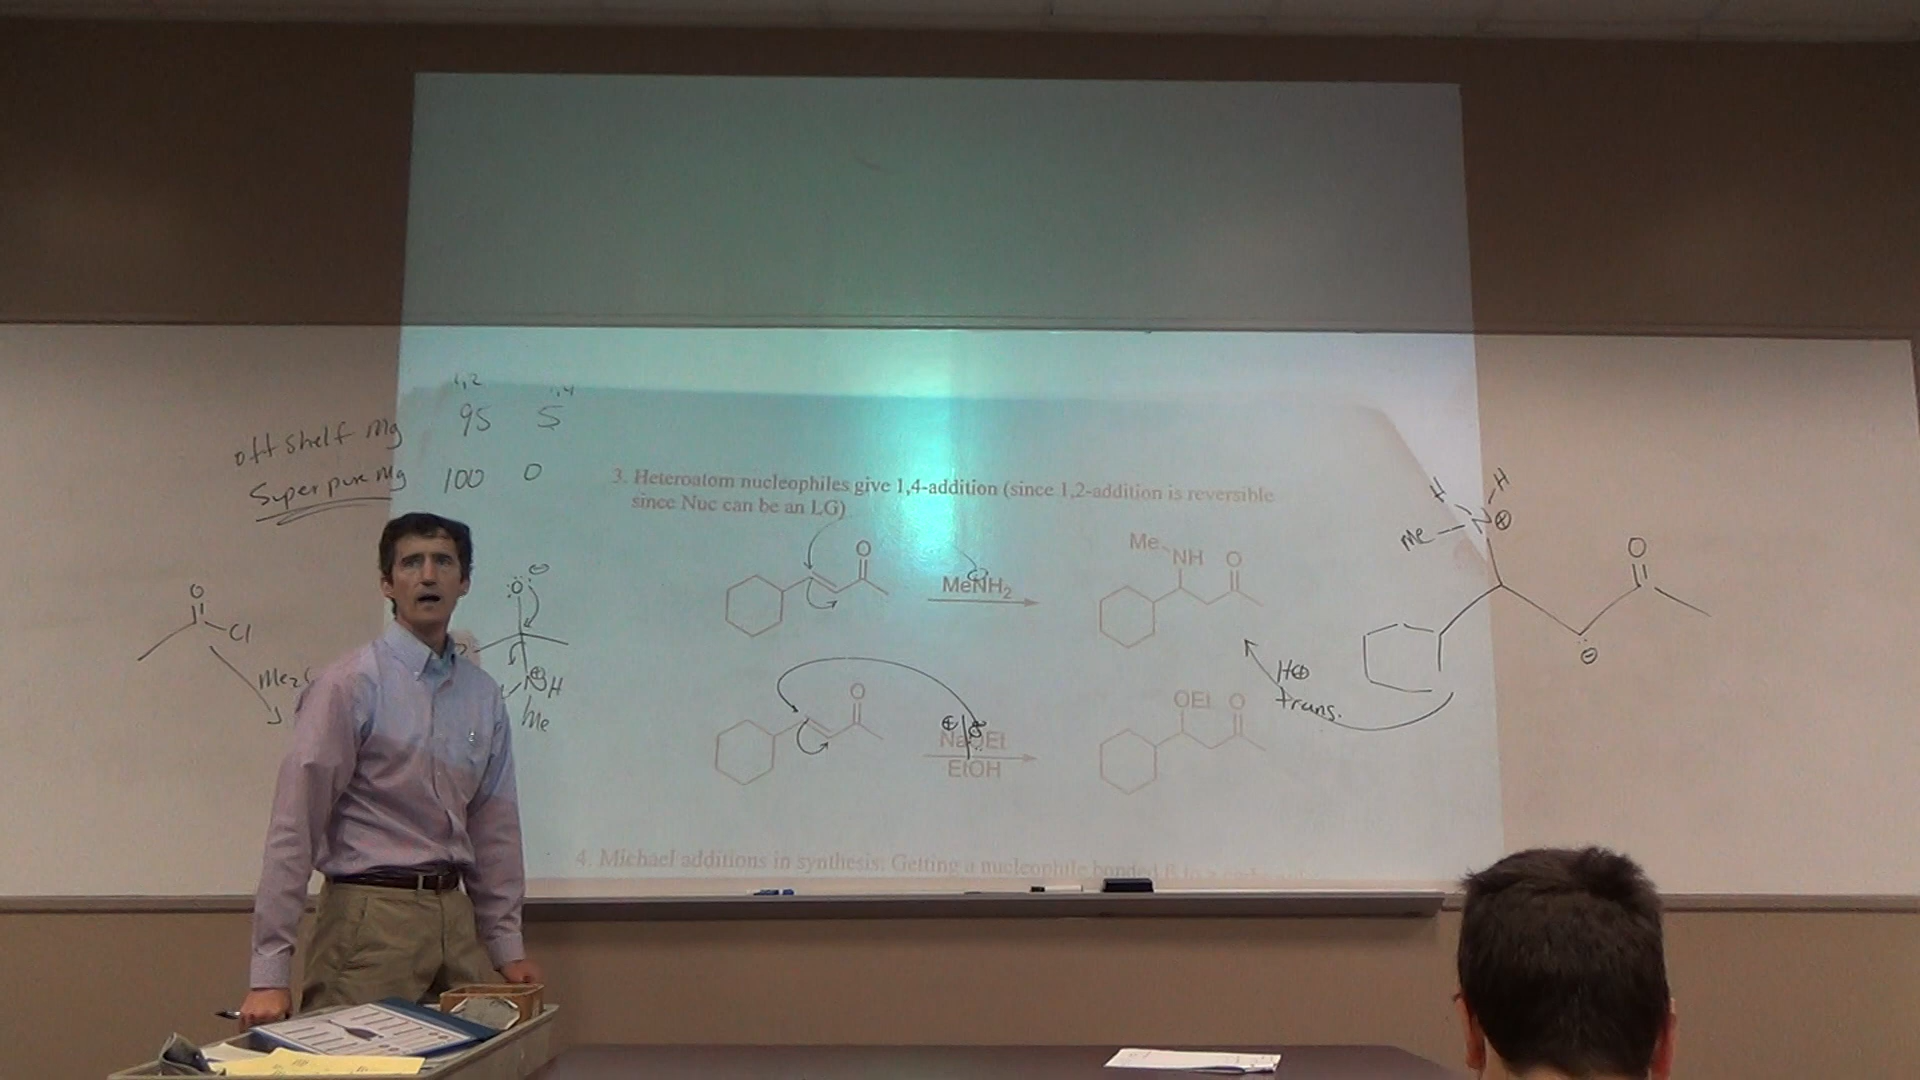 1,2 1,4
off shelf Mg 95 5
Super pure Mg 100 0
3. Heteroatom nucleophiles give 1,4-addition (since 1,2-addition is reversible
since Nuc can be an LG)
O
MeNH2
Me
NH O
H H
Me N ⊕
O
⊖
O
Cl
O ⊖
N ⊕ H
Me
H⊕
trans.
O
⊕ ⊖
NaOEt
EtOH
OEt O
4. Michael additions in synthesis: Getting a nucleophile bonded